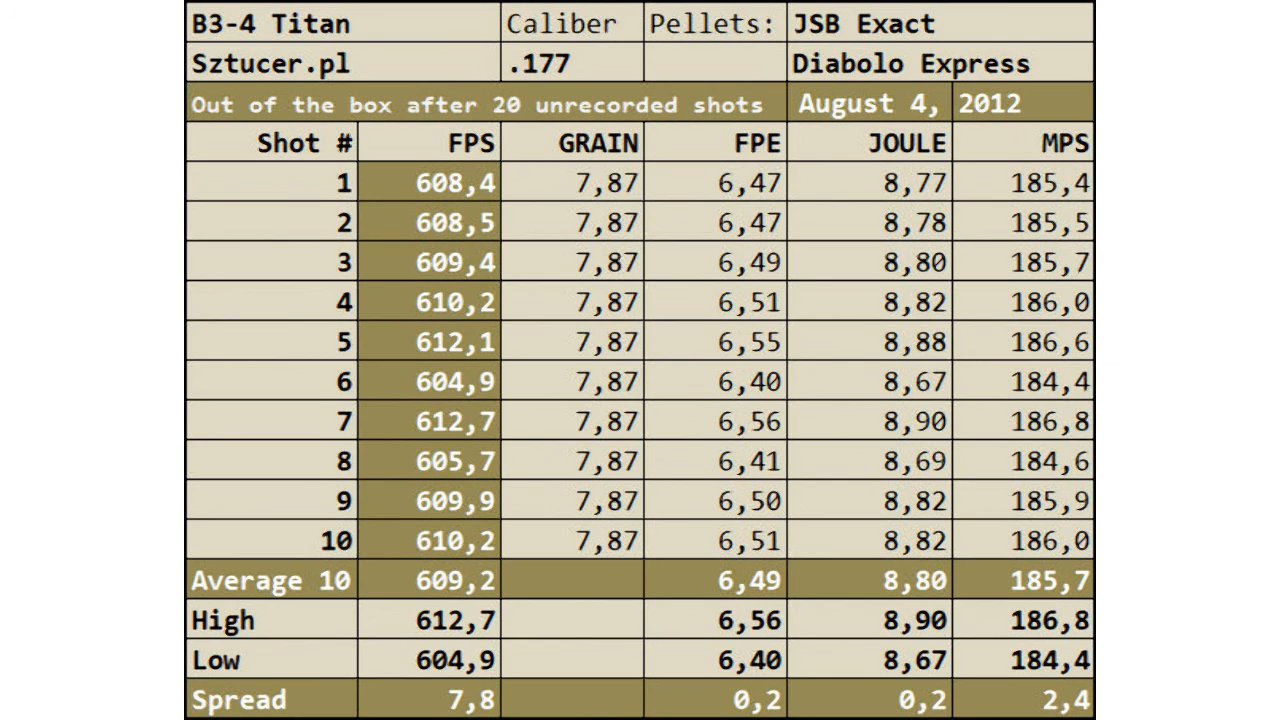 B3-4 Titan Caliber Pellets: JSB Exact
Sztucer.pl .177 Diabolo Express
Out of the box after 20 unrecorded shots August 4, 2012
Shot # FPS GRAIN FPE JOULE MPS
1 608,4 7,87 6,47 8,77 185,4
2 608,5 7,87 6,47 8,78 185,5
3 609,4 7,87 6,49 8,80 185,7
4 610,2 7,87 6,51 8,82 186,0
5 612,1 7,87 6,55 8,88 186,6
6 604,9 7,87 6,40 8,67 184,4
7 612,7 7,87 6,56 8,90 186,8
8 605,7 7,87 6,41 8,69 184,6
9 609,9 7,87 6,50 8,82 185,9
10 610,2 7,87 6,51 8,82 186,0
Average 10 609,2 6,49 8,80 185,7
High 612,7 6,56 8,90 186,8
Low 604,9 6,40 8,67 184,4
Spread 7,8 0,2 0,2 2,4